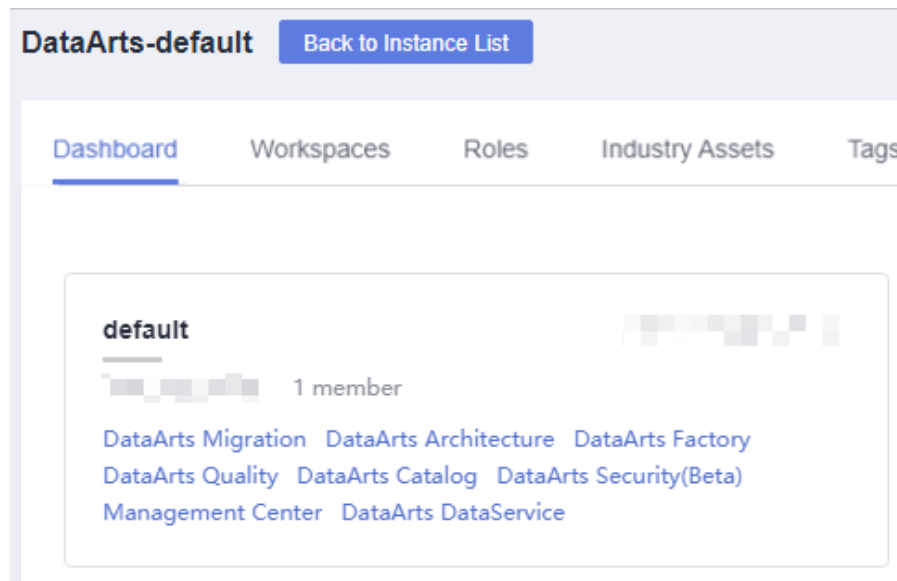 DataArts-default Back to Instance List
Dashboard Workspaces Roles Industry Assets Tags
default
1 member
DataArts Migration DataArts Architecture DataArts Factory
DataArts Quality DataArts Catalog DataArts Security(Beta)
Management Center DataArts DataService